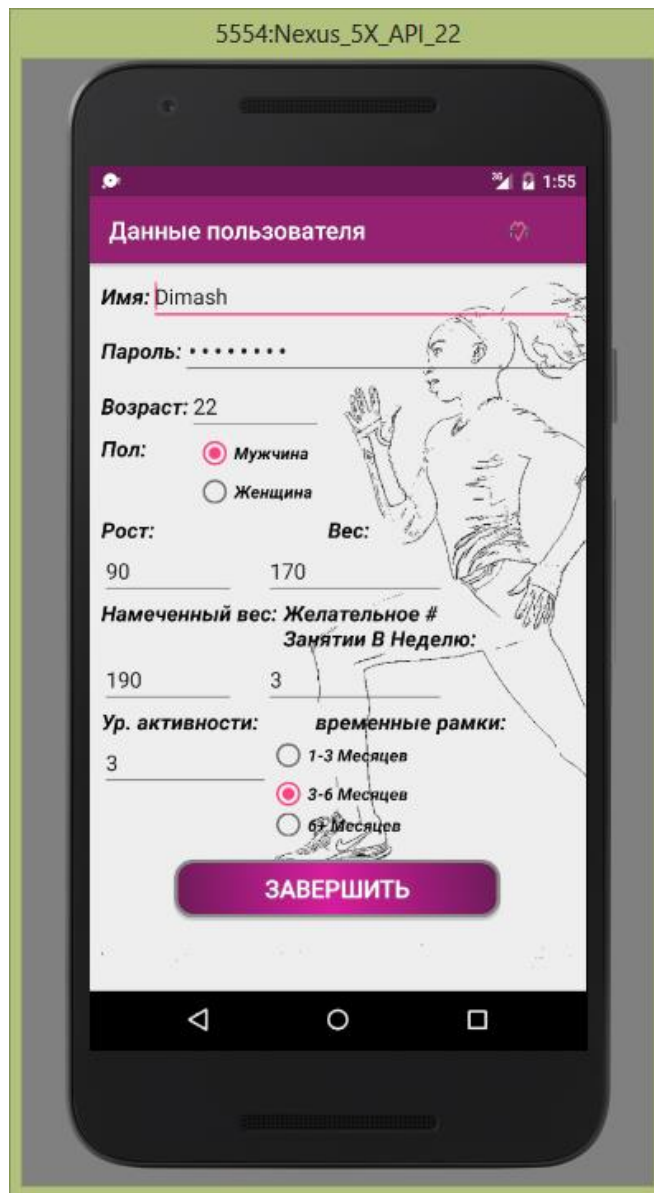 5554:Nexus_5X_API_22
3G 1:55
Данные пользователя
Имя: Dimash
Пароль: • • • • • • • •
Возраст: 22
Пол: Мужчина
Женщина
Рост: Вес:
90 170
Намеченный вес: Желательное #
Занятии В Неделю:
190 3
Ур. активности: временные рамки:
3 1-3 Месяцев
3-6 Месяцев
6+ Месяцев
ЗАВЕРШИТЬ